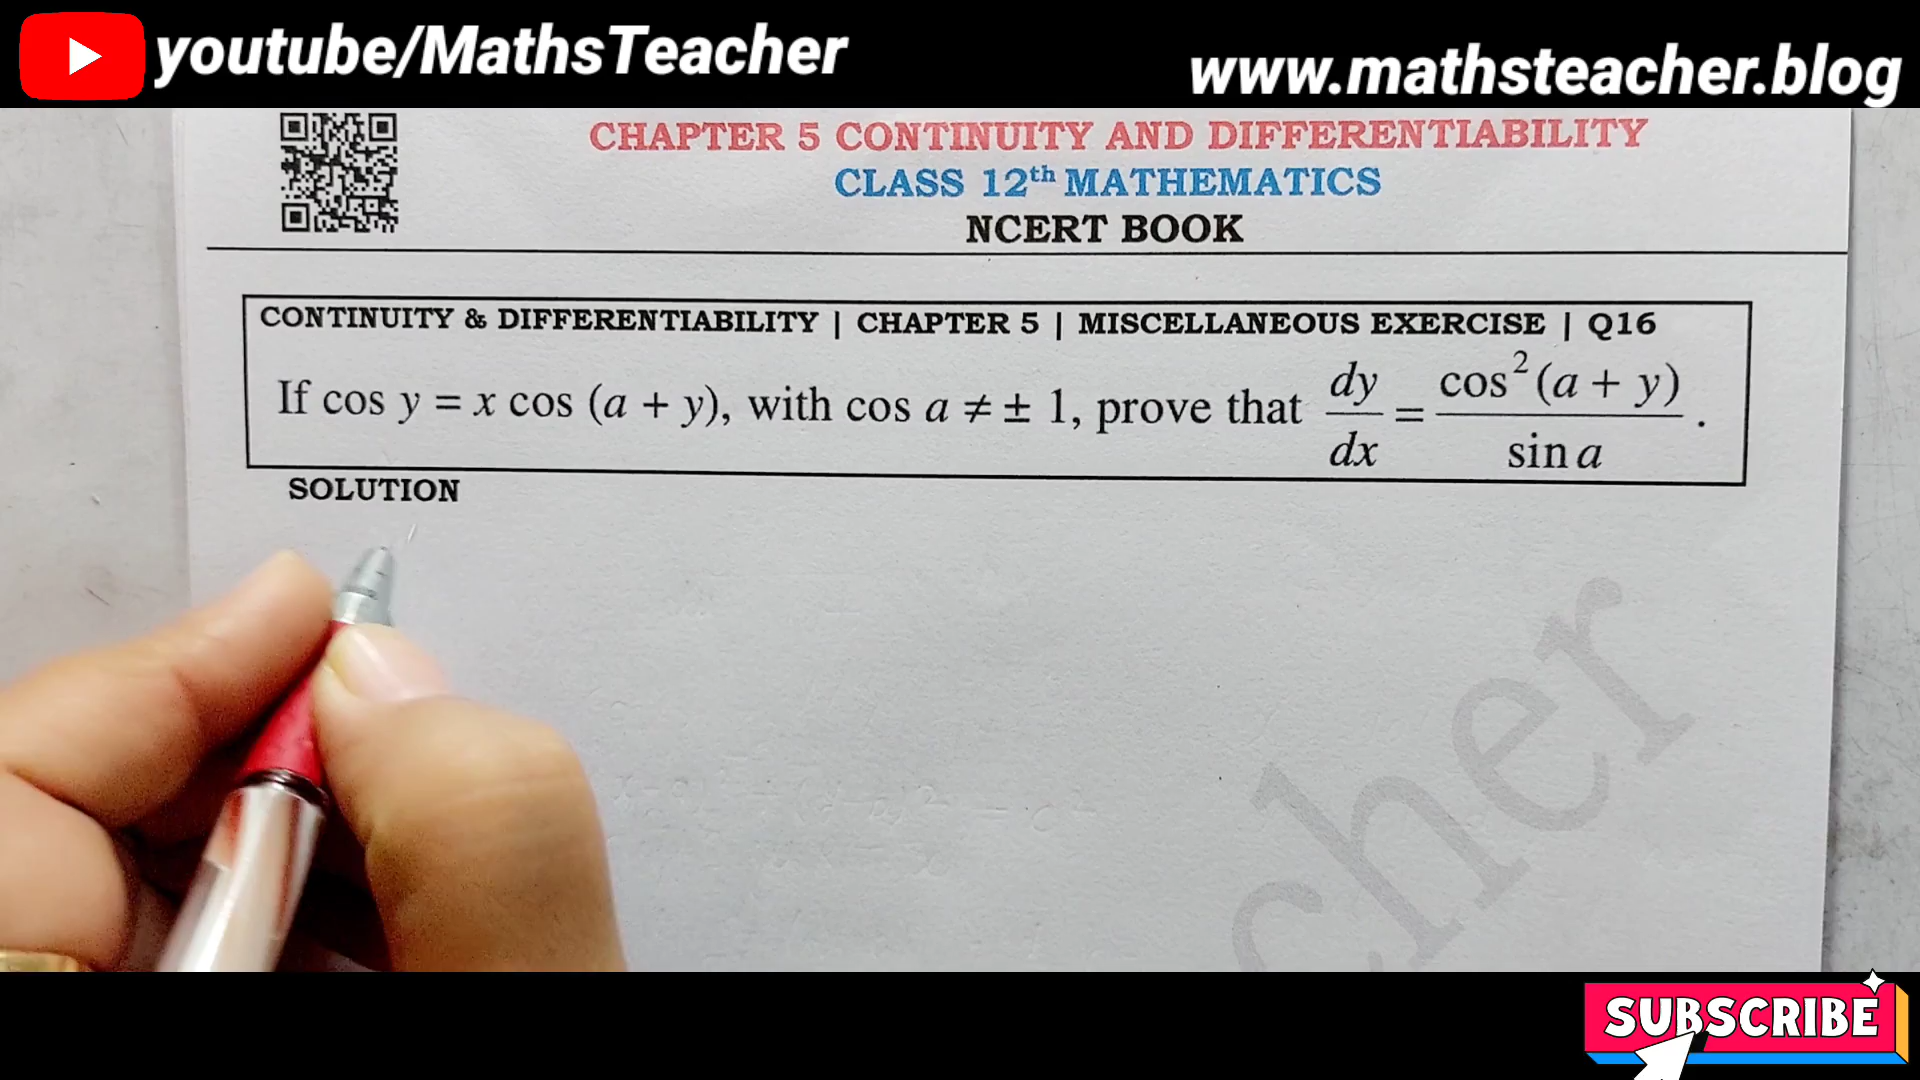 youtube/MathsTeacher
www.mathsteacher.blog
CHAPTER 5 CONTINUITY AND DIFFERENTIABILITY
CLASS 12th MATHEMATICS
NCERT BOOK
CONTINUITY & DIFFERENTIABILITY | CHAPTER 5 | MISCELLANEOUS EXERCISE | Q16
If cos y = x cos (a + y), with cos a ≠ ± 1, prove that dy/dx = cos²(a + y)/sin a .
SOLUTION
cher
SUBSCRIBE